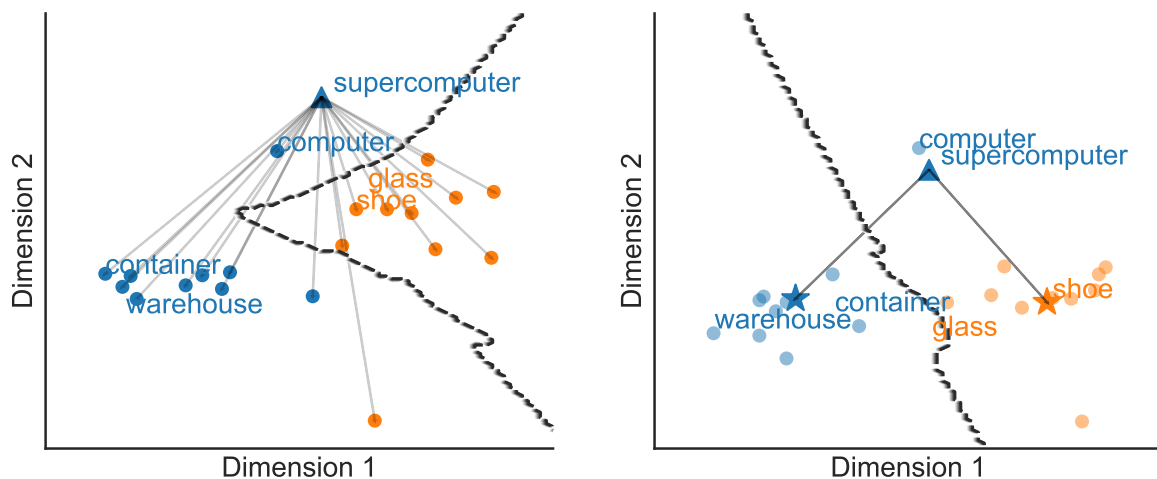 supercomputer
computer
glass
shoe
container
warehouse
Dimension 1
Dimension 2
computer
supercomputer
shoe
container
warehouse
glass
Dimension 1
Dimension 2